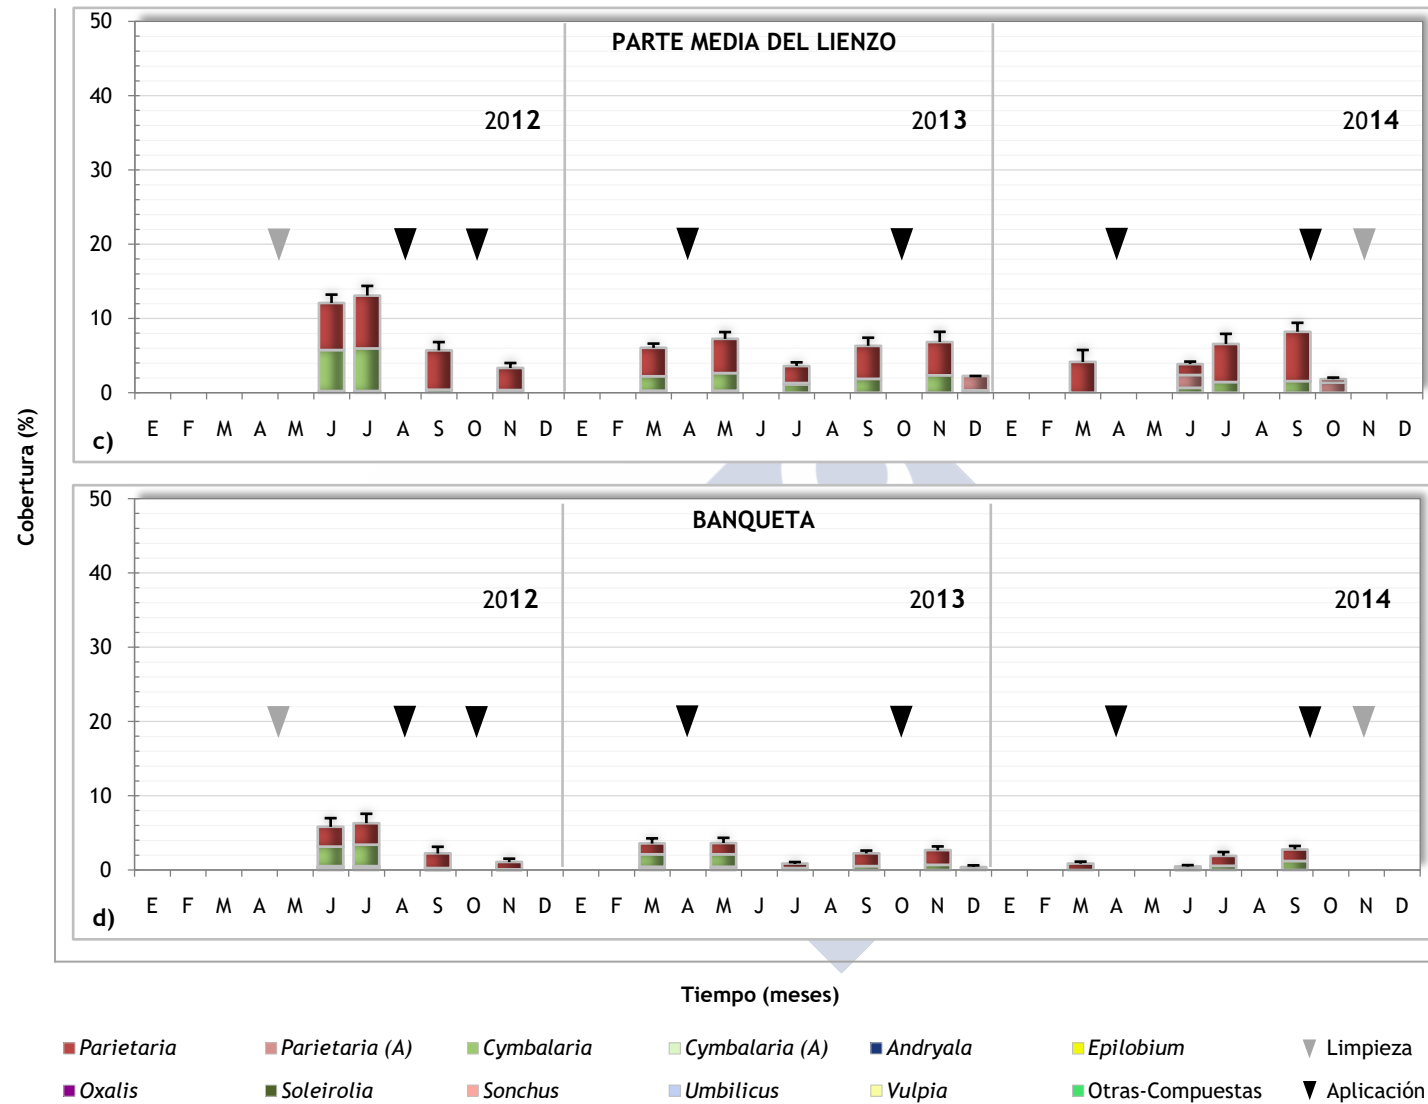 Cobertura (%)
50
PARTE MEDIA DEL LIENZO
40
2012 2013 2014
30
20
10
0
E F M A M J J A S O N D E F M A M J J A S O N D E F M A M J J A S O N D
c)
50
BANQUETA
40
2012 2013 2014
30
20
10
0
E F M A M J J A S O N D E F M A M J J A S O N D E F M A M J J A S O N D
d)
Tiempo (meses)
Parietaria Parietaria (A) Cymbalaria Cymbalaria (A) Andryala Epilobium Limpieza
Oxalis Soleirolia Sonchus Umbilicus Vulpia Otras-Compuestas Aplicación